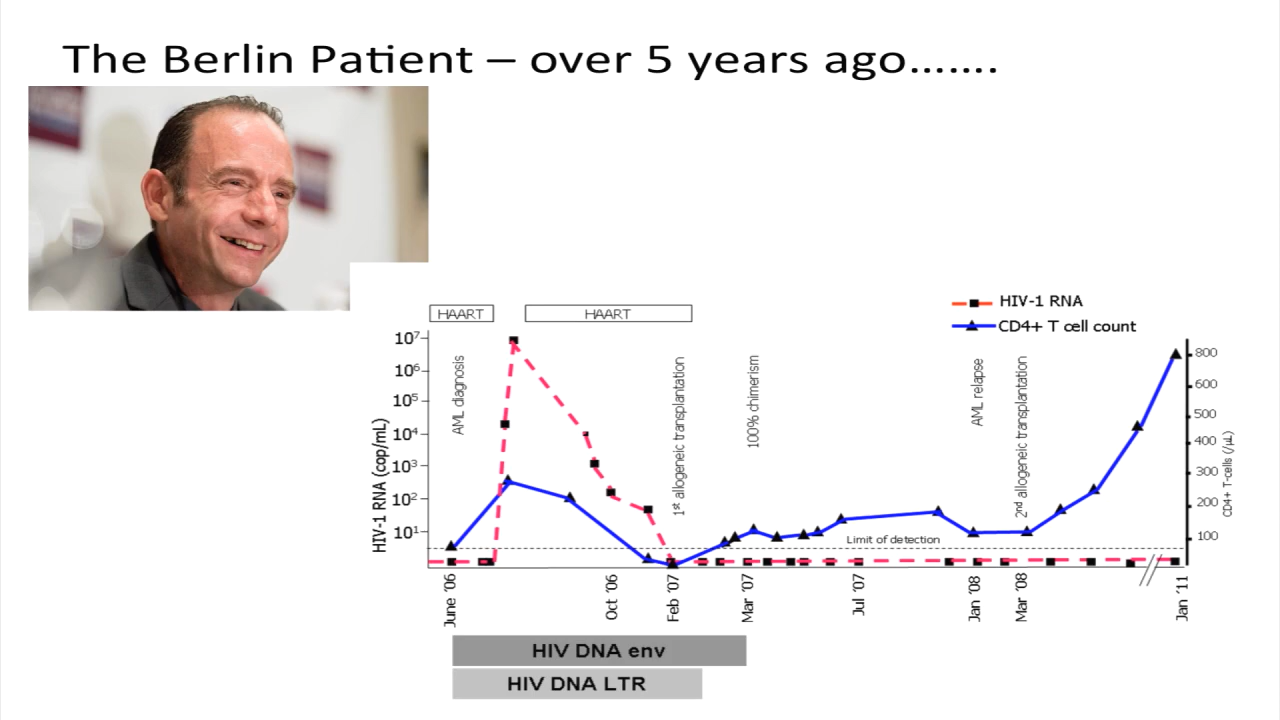 The Berlin Patient – over 5 years ago…….
HAART
HAART
HIV-1 RNA
CD4+ T cell count
HIV-1 RNA (cop/mL)
10⁷
10⁶
10⁵
10⁴
10³
10²
10¹
AML diagnosis
1st allogeneic transplantation
100% chimerism
AML relapse
2nd allogeneic transplantation
Limit of detection
800
600
500
400
300
200
100
CD4+ T-cells (/µL)
June '06
Oct '06
Feb '07
Mar '07
Jul '07
Jan '08
Mar '08
Jan '11
HIV DNA env
HIV DNA LTR